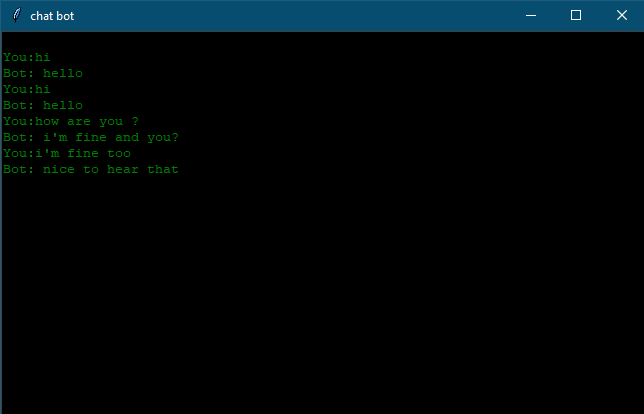 chat bot
You:hi
Bot: hello
You:hi
Bot: hello
You:how are you ?
Bot: i'm fine and you?
You:i'm fine too
Bot: nice to hear that